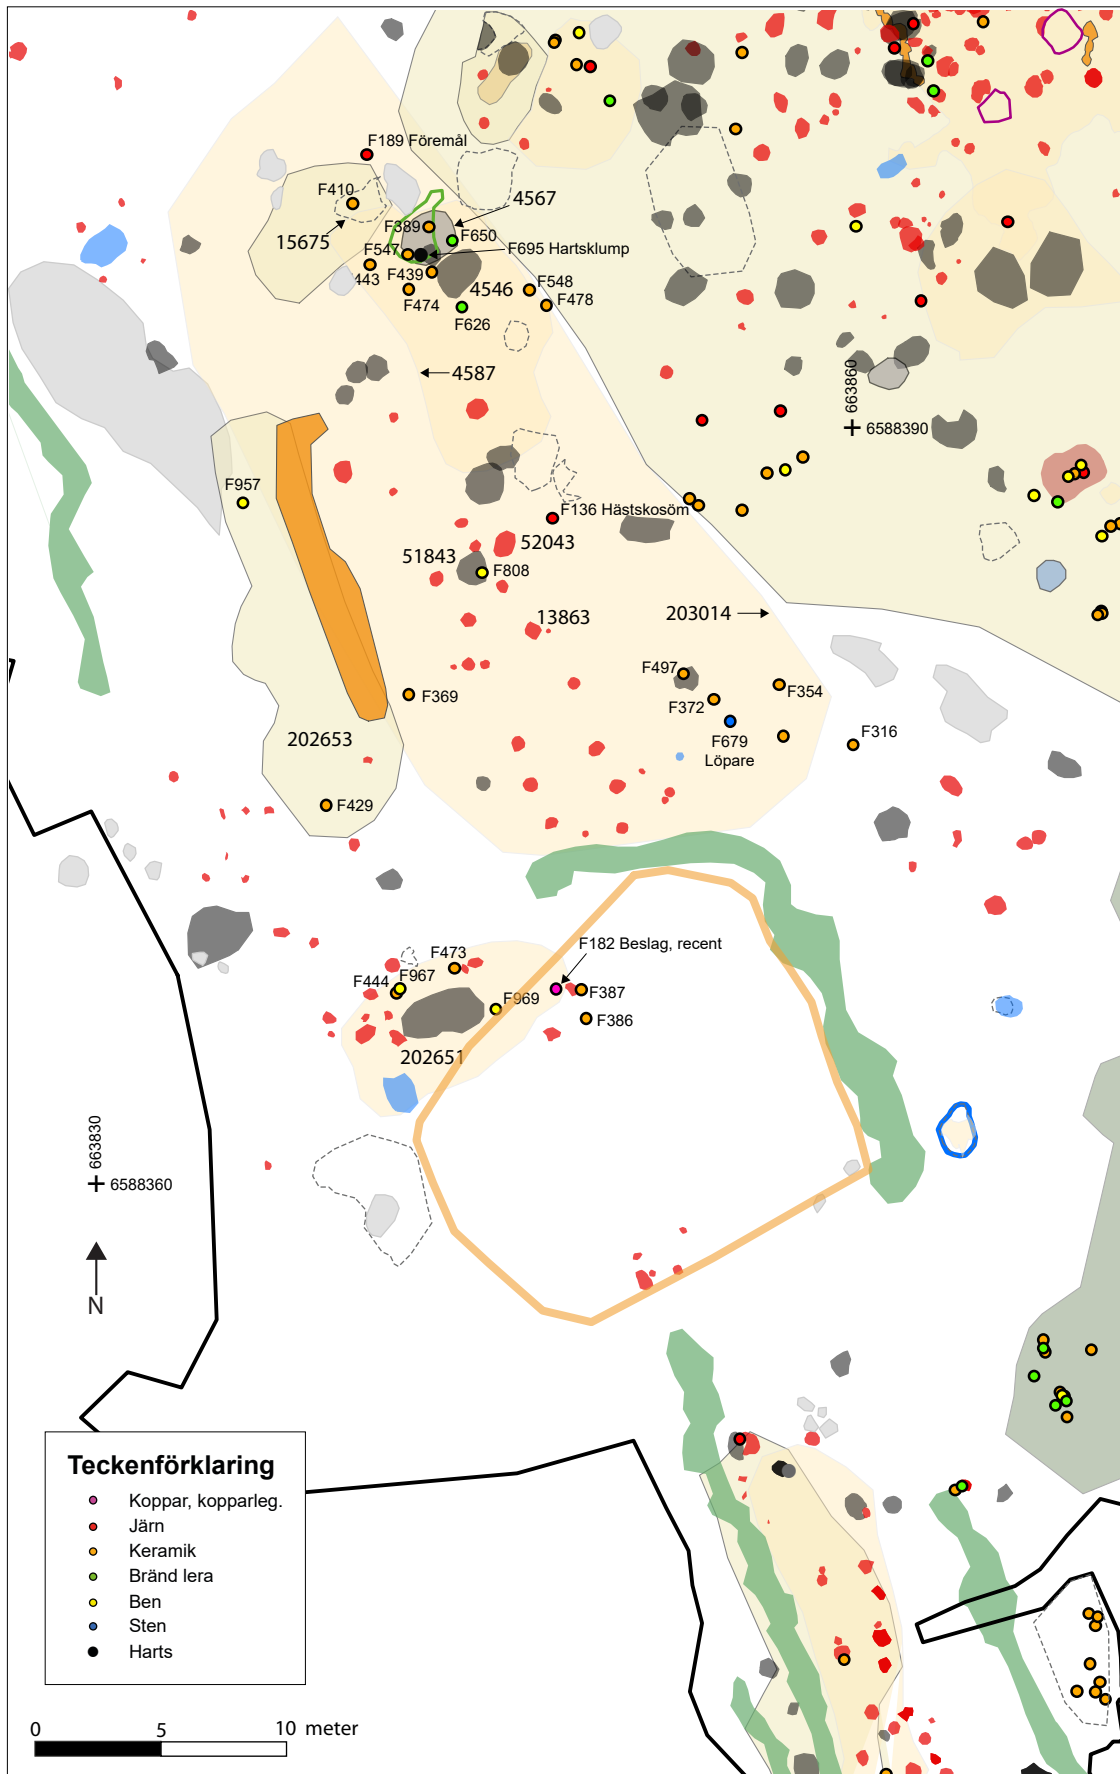 F189 Föremål
F410
4567
F389
F650
15675
F547
F695 Hartsklump
443
F439
4546
F548
F474
F478
F626
4587
663860
6588390
F957
F136 Hästskosöm
51843
52043
F808
13863
203014
F497
F369
F372
F354
F679
Löpare
F316
202653
F429
F473
F182 Beslag, recent
F444
F967
F969
F387
F386
202651
663830
6588360
N
Teckenförklaring
Koppar, kopparleg.
Järn
Keramik
Bränd lera
Ben
Sten
Harts
0 5 10 meter